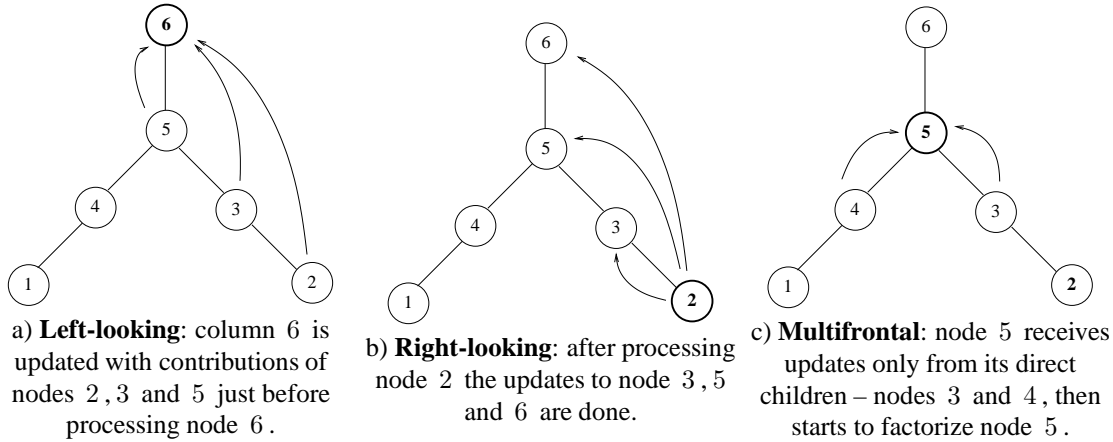 6
5
4
3
1
2
a) Left-looking: column 6 is
updated with contributions of
nodes 2 , 3 and 5 just before
processing node 6 .
6
5
4
3
1
2
b) Right-looking: after processing
node 2 the updates to node 3 , 5
and 6 are done.
6
5
4
3
1
2
c) Multifrontal: node 5 receives
updates only from its direct
children – nodes 3 and 4 , then
starts to factorize node 5 .